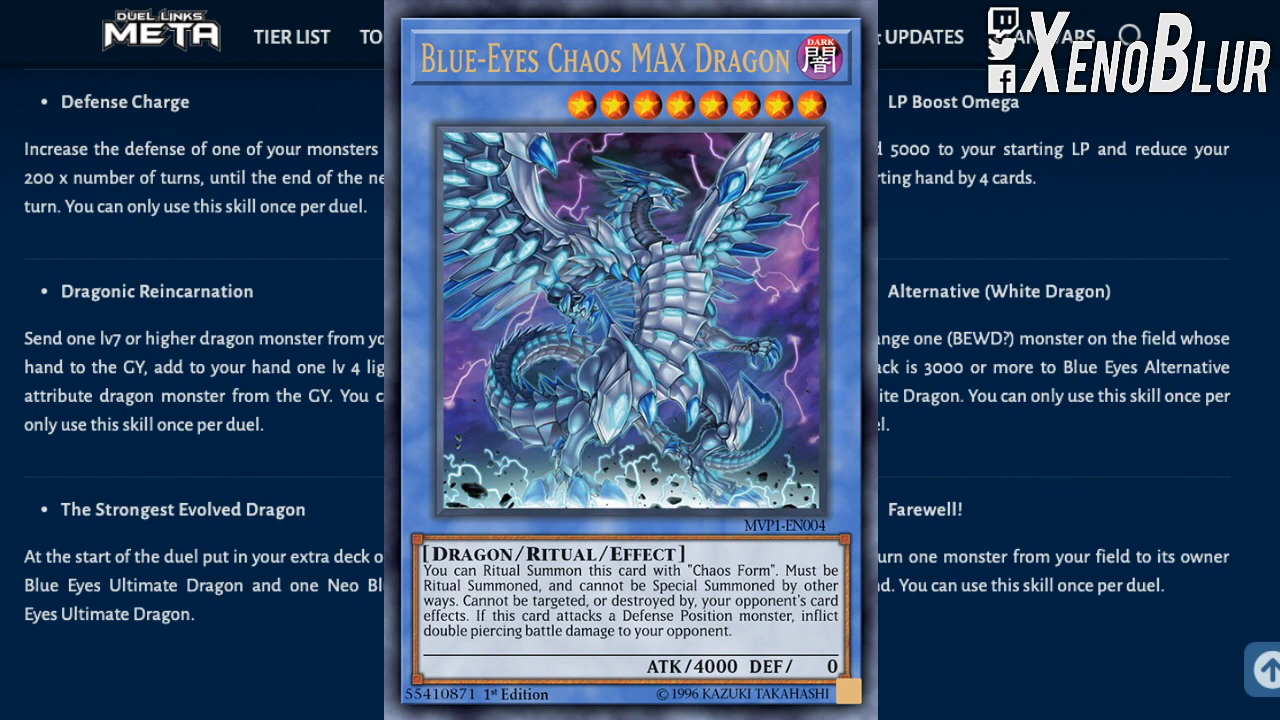 DUEL LINKS
META
TIER LIST
UPDATES
XENOBLUR
Defense Charge
Increase the defense of one of your monsters
200 x number of turns, until the end of the
turn. You can only use this skill once per duel.
Dragonic Reincarnation
Send one lv7 or higher dragon monster from
hand to the GY, add to your hand one lv 4
attribute dragon monster from the GY. You
only use this skill once per duel.
The Strongest Evolved Dragon
At the start of the duel put in your extra deck
Blue Eyes Ultimate Dragon and one Neo
Eyes Ultimate Dragon.
BLUE-EYES CHAOS MAX DRAGON
DARK
闇
MVP1-EN004
[DRAGON/RITUAL/EFFECT]
You can Ritual Summon this card with "Chaos Form". Must be
Ritual Summoned, and cannot be Special Summoned by other
ways. Cannot be targeted, or destroyed by, your opponent's card
effects. If this card attacks a Defense Position monster, inflict
double piercing battle damage to your opponent.
ATK/4000 DEF/ 0
55410871 1st Edition
© 1996 KAZUKI TAKAHASHI
LP Boost Omega
5000 to your starting LP and reduce your
hand by 4 cards.
Alternative (White Dragon)
one (BEWD?) monster on the field whose
is 3000 or more to Blue Eyes Alternative
Dragon. You can only use this skill once per
Farewell!
one monster from your field to its owner
You can use this skill once per duel.